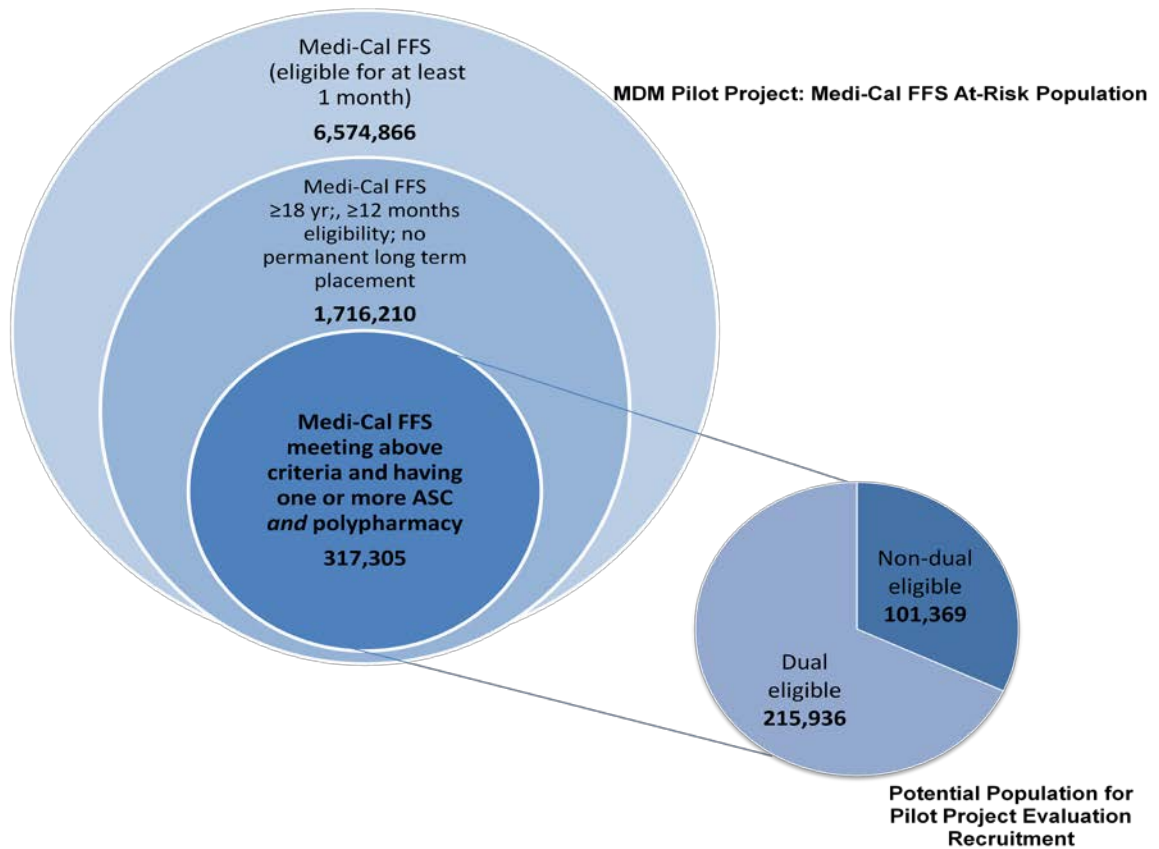 Medi-Cal FFS
(eligible for at least
1 month)
6,574,866
MDM Pilot Project: Medi-Cal FFS At-Risk Population
Medi-Cal FFS
≥18 yr;, ≥12 months
eligibility; no
permanent long term
placement
1,716,210
Medi-Cal FFS
meeting above
criteria and having
one or more ASC
and polypharmacy
317,305
Non-dual
eligible
101,369
Dual
eligible
215,936
Potential Population for
Pilot Project Evaluation
Recruitment